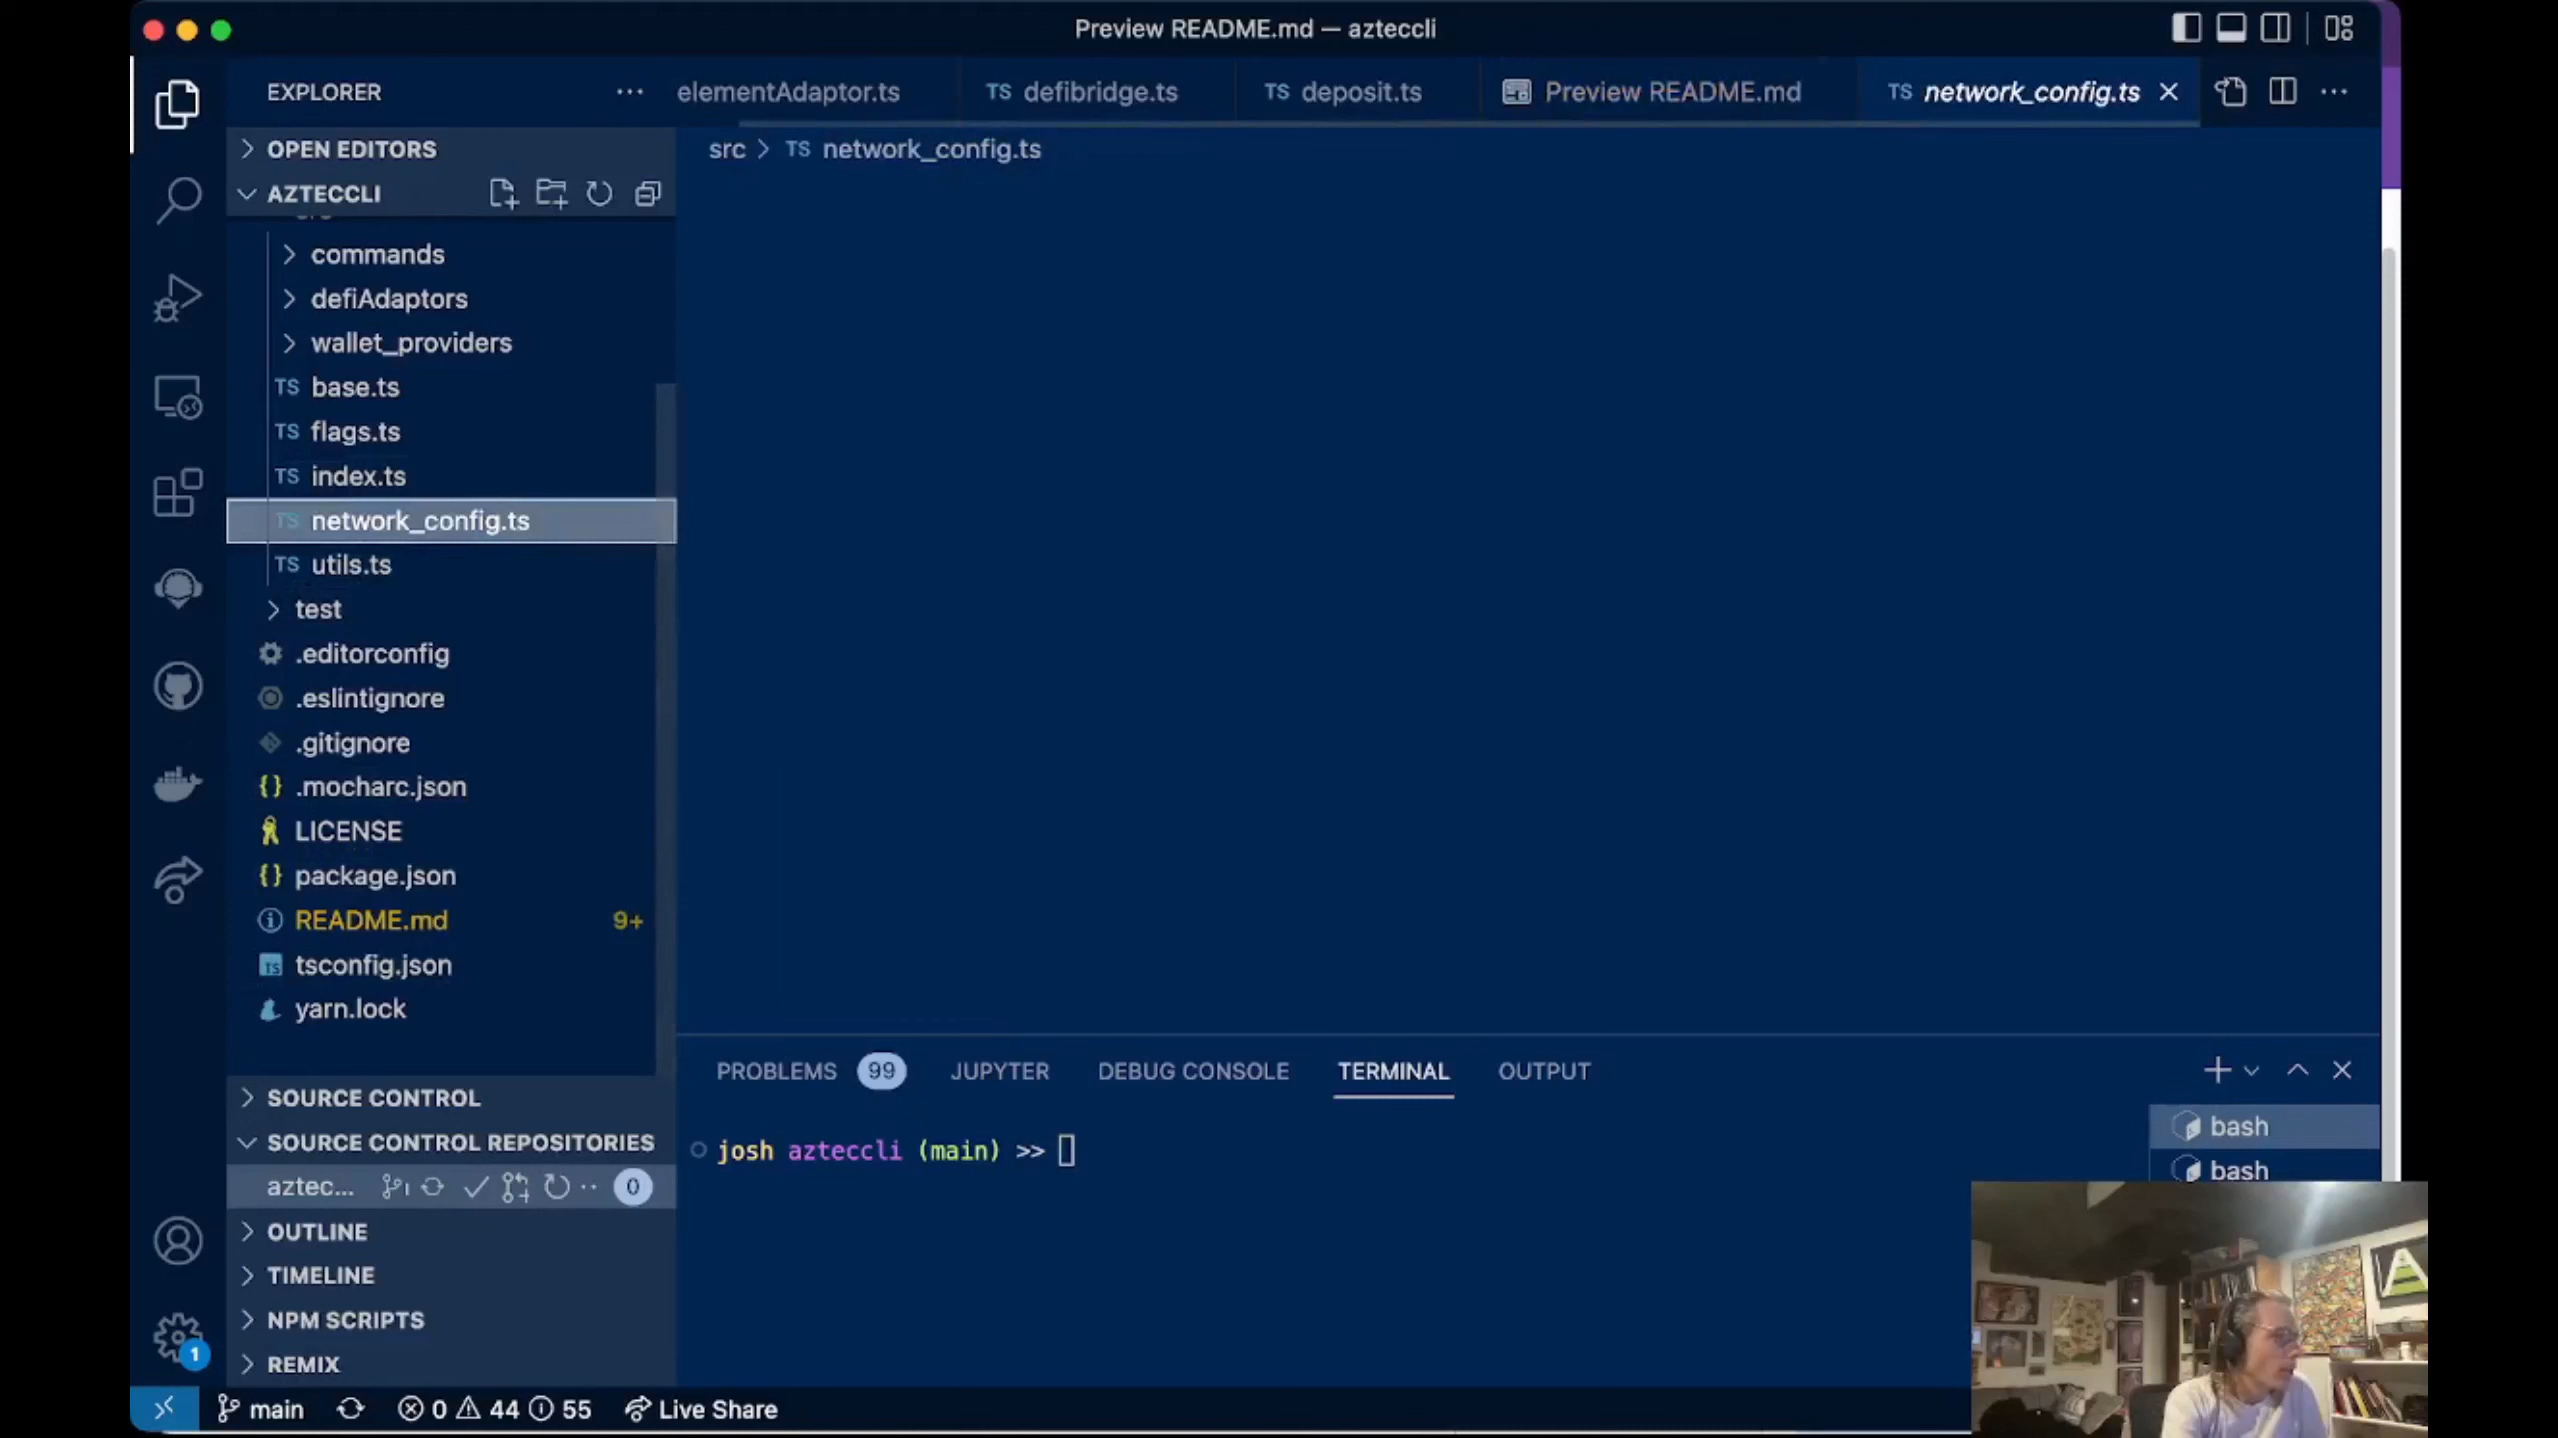 Preview README.md — azteccli
EXPLORER
elementAdaptor.ts
TS defibridge.ts
TS deposit.ts
Preview README.md
TS network_config.ts
OPEN EDITORS
src > TS network_config.ts
AZTECCLI
commands
defiAdaptors
wallet_providers
TS base.ts
TS flags.ts
TS index.ts
TS network_config.ts
TS utils.ts
test
.editorconfig
.eslintignore
.gitignore
{} .mocharc.json
LICENSE
{} package.json
README.md 9+
TS tsconfig.json
yarn.lock
PROBLEMS 99 JUPYTER DEBUG CONSOLE TERMINAL OUTPUT
josh azteccli (main) >>
bash
bash
SOURCE CONTROL
SOURCE CONTROL REPOSITORIES
aztec... 0
OUTLINE
TIMELINE
NPM SCRIPTS
REMIX
1
main 0 44 55 Live Share